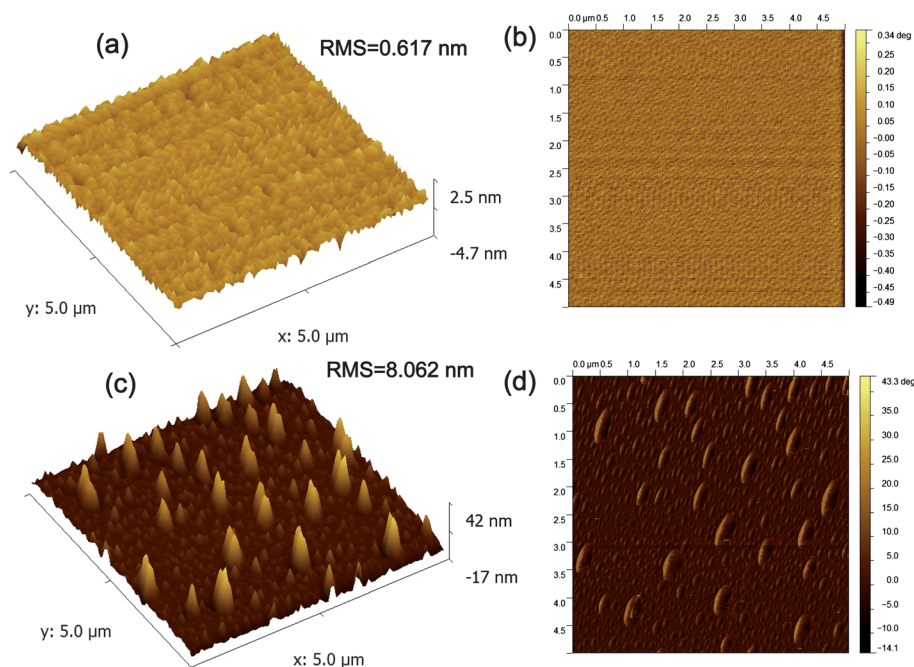 (a)
RMS=0.617 nm
2.5 nm
-4.7 nm
y: 5.0 µm
x: 5.0 µm
(b)
0.0 µm 0.5 1.0 1.5 2.0 2.5 3.0 3.5 4.0 4.5
0.0
0.5
1.0
1.5
2.0
2.5
3.0
3.5
4.0
4.5
0.34 deg
0.25
0.20
0.15
0.10
0.05
−0.00
−0.05
−0.10
−0.15
−0.20
−0.25
−0.30
−0.35
−0.40
−0.45
−0.49
(c)
RMS=8.062 nm
42 nm
-17 nm
y: 5.0 µm
x: 5.0 µm
(d)
0.0 µm 0.5 1.0 1.5 2.0 2.5 3.0 3.5 4.0 4.5
0.0
0.5
1.0
1.5
2.0
2.5
3.0
3.5
4.0
4.5
43.3 deg
35.0
30.0
25.0
20.0
15.0
10.0
5.0
0.0
−5.0
−10.0
−14.1